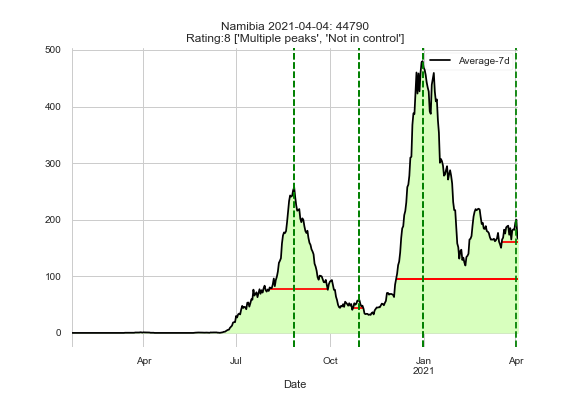 Namibia 2021-04-04: 44790
Rating:8 ['Multiple peaks', 'Not in control']
Average-7d
500
400
300
200
100
0
Apr
Jul
Oct
Jan
2021
Apr
Date